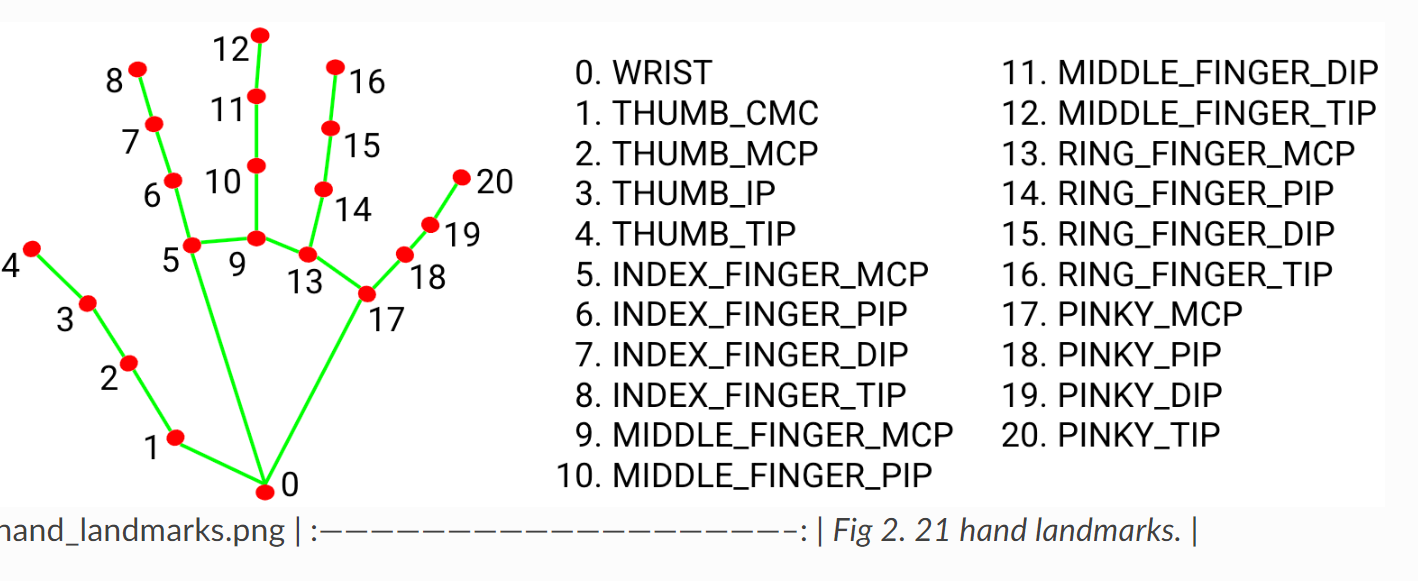 12
8
16
11
7
15
6
10
20
14
19
5
9
4
13
18
3
17
2
1
0
0. WRIST
1. THUMB_CMC
2. THUMB_MCP
3. THUMB_IP
4. THUMB_TIP
5. INDEX_FINGER_MCP
6. INDEX_FINGER_PIP
7. INDEX_FINGER_DIP
8. INDEX_FINGER_TIP
9. MIDDLE_FINGER_MCP
10. MIDDLE_FINGER_PIP
11. MIDDLE_FINGER_DIP
12. MIDDLE_FINGER_TIP
13. RING_FINGER_MCP
14. RING_FINGER_PIP
15. RING_FINGER_DIP
16. RING_FINGER_TIP
17. PINKY_MCP
18. PINKY_PIP
19. PINKY_DIP
20. PINKY_TIP
hand_landmarks.png | :———————————————————–: | Fig 2. 21 hand landmarks. |